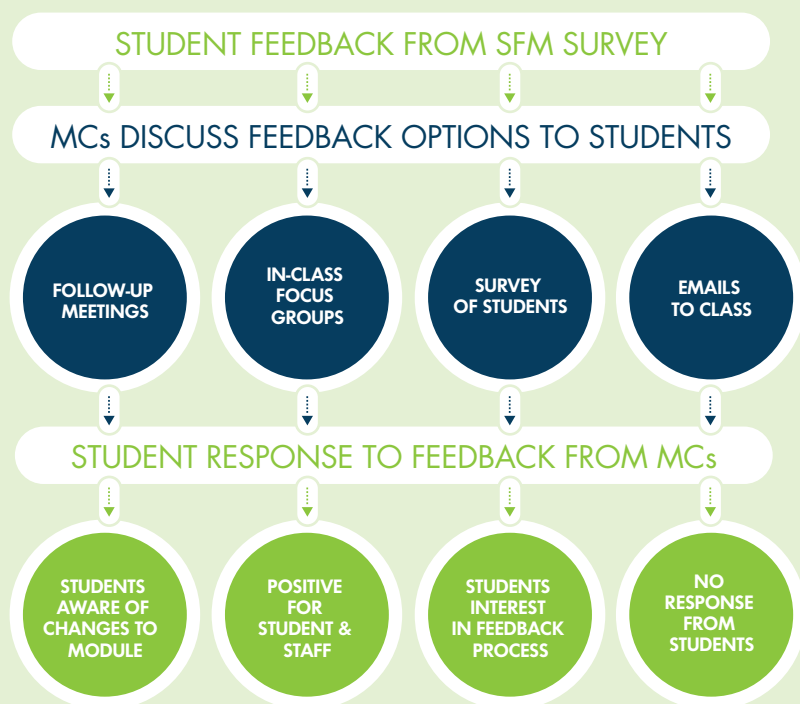 STUDENT FEEDBACK FROM SFM SURVEY
MCs DISCUSS FEEDBACK OPTIONS TO STUDENTS
FOLLOW-UP
MEETINGS
IN-CLASS
FOCUS
GROUPS
SURVEY
OF STUDENTS
EMAILS
TO CLASS
STUDENT RESPONSE TO FEEDBACK FROM MCs
STUDENTS
AWARE OF
CHANGES TO
MODULE
POSITIVE
FOR
STUDENT &
STAFF
STUDENTS
INTEREST
IN FEEDBACK
PROCESS
NO
RESPONSE
FROM
STUDENTS